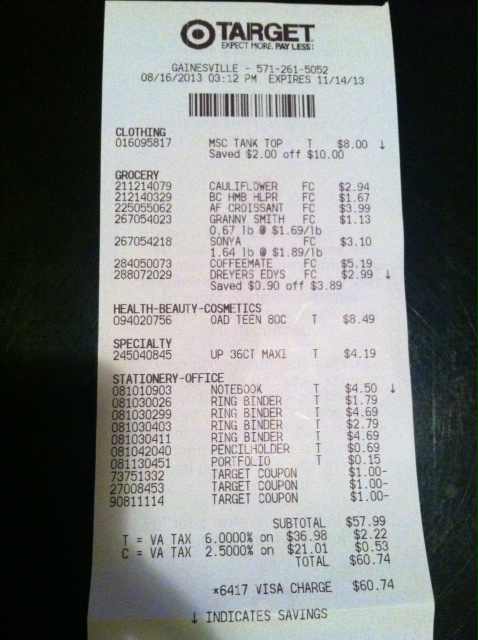 TARGET
EXPECT MORE. PAY LESS.
GAINESVILLE - 571-261-5052
08/16/2013 03:12 PM EXPIRES 11/14/13
CLOTHING
016095817 MSC TANK TOP T $8.00 ↓
Saved $2.00 off $10.00
GROCERY
211214079 CAULIFLOWER FC $2.94
212140329 BC HMB HLPR FC $1.67
225055062 AF CROISSANT FC $3.99
267054023 GRANNY SMITH FC $1.13
0.67 lb @ $1.69/lb
267054218 SONYA FC $3.10
1.64 lb @ $1.89/lb
284050073 COFFEEMATE FC $5.19
288072029 DREYERS EDYS FC $2.99 ↓
Saved $0.90 off $3.89
HEALTH-BEAUTY-COSMETICS
094020756 OAD TEEN 80C T $8.49
SPECIALTY
245040845 UP 36CT MAXI T $4.19
STATIONERY-OFFICE
081010903 NOTEBOOK T $4.50 ↓
081030026 RING BINDER T $1.79
081030299 RING BINDER T $4.69
081030403 RING BINDER T $2.79
081030411 RING BINDER T $4.69
081042040 PENCILHOLDER T $0.69
081130451 PORTFOLIO T $0.15
73751332 TARGET COUPON $1.00-
27008453 TARGET COUPON $1.00-
90811114 TARGET COUPON $1.00-
SUBTOTAL $57.99
T = VA TAX 6.0000% on $36.98 $2.22
C = VA TAX 2.5000% on $21.01 $0.53
TOTAL $60.74
*6417 VISA CHARGE $60.74
↓ INDICATES SAVINGS